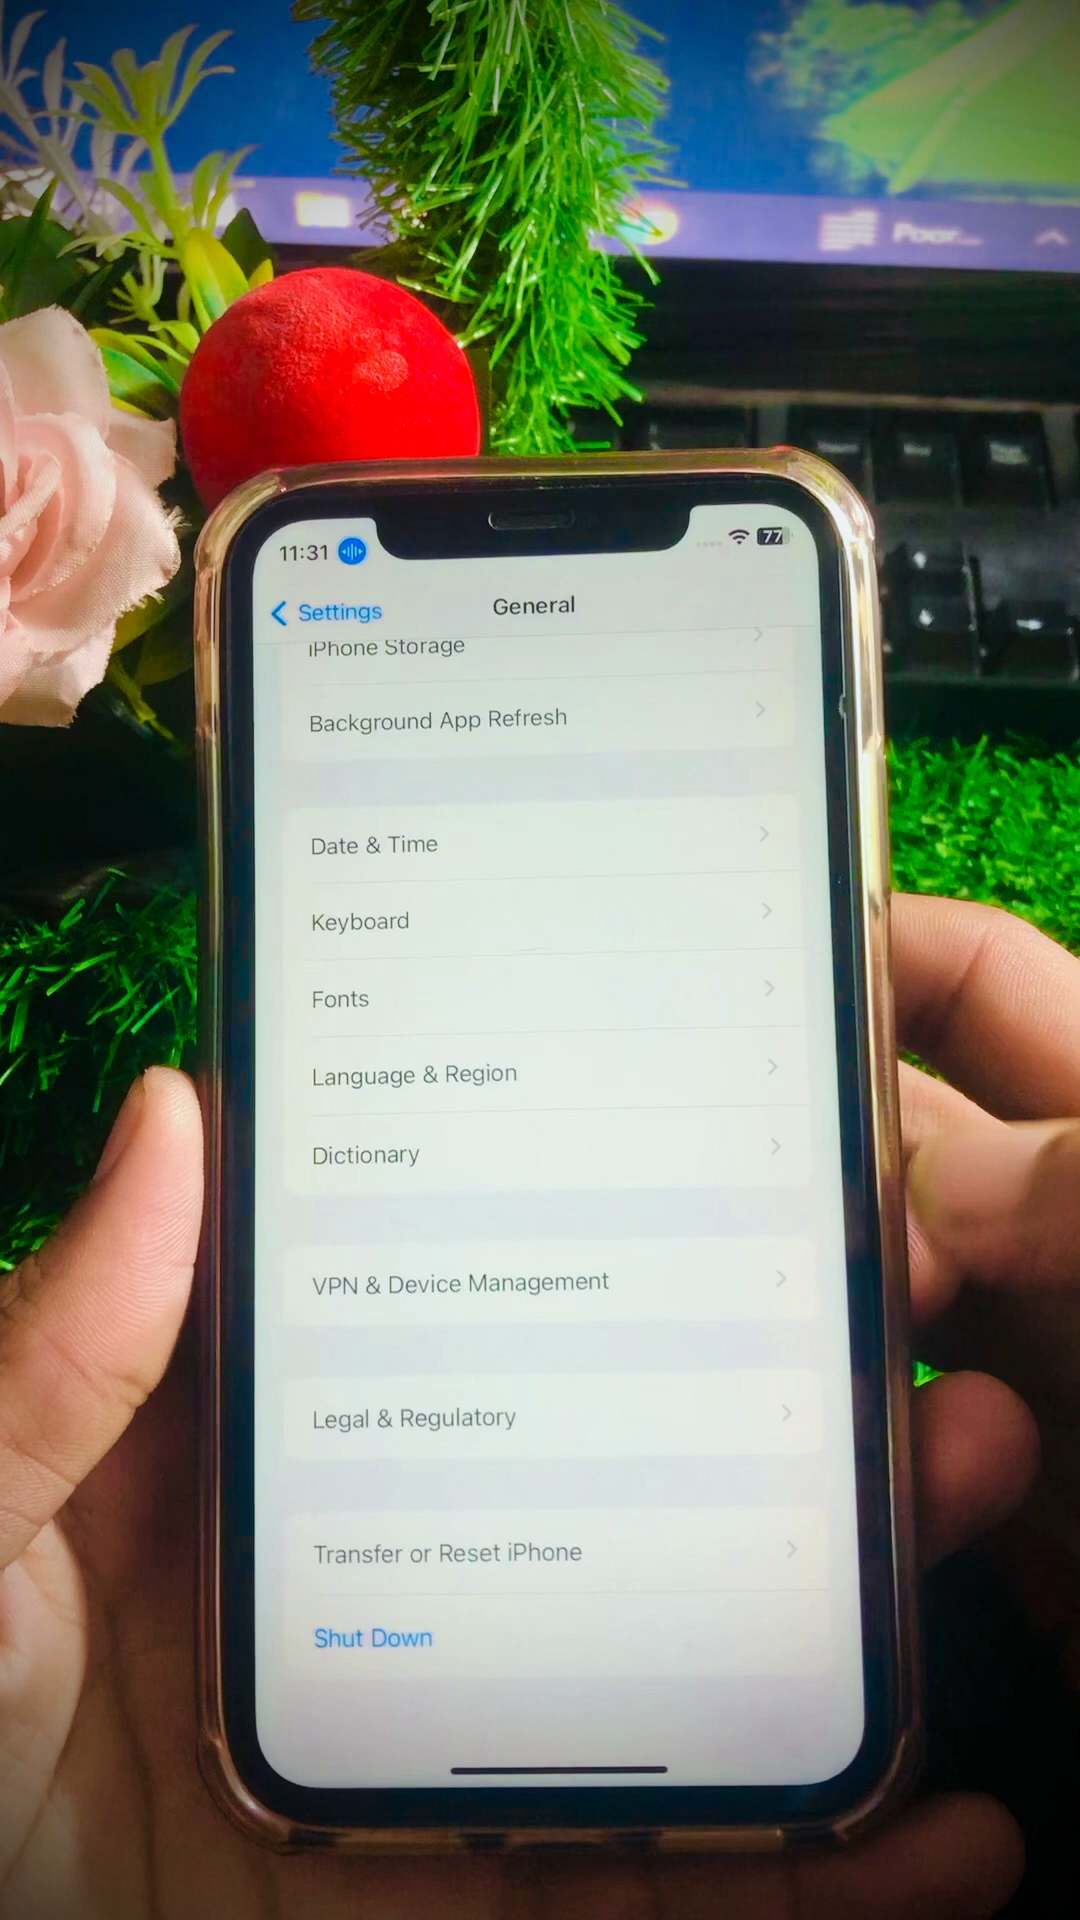 Poor...
11:31
77
Settings
General
iPhone Storage
Background App Refresh
Date & Time
Keyboard
Fonts
Language & Region
Dictionary
VPN & Device Management
Legal & Regulatory
Transfer or Reset iPhone
Shut Down